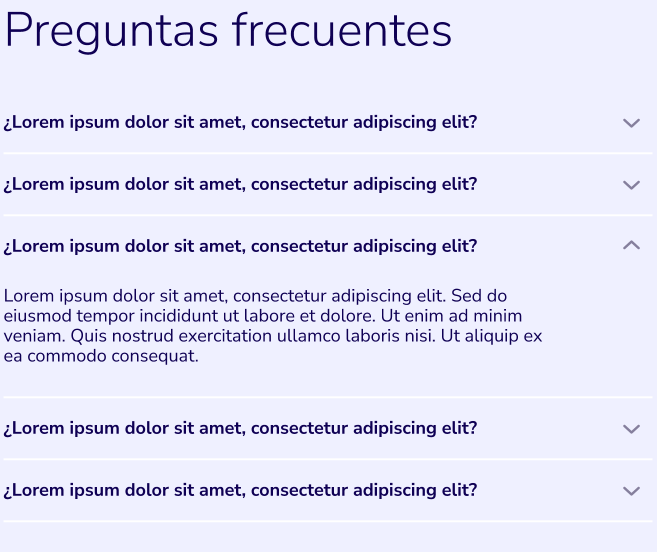 Preguntas frecuentes
¿Lorem ipsum dolor sit amet, consectetur adipiscing elit?
¿Lorem ipsum dolor sit amet, consectetur adipiscing elit?
¿Lorem ipsum dolor sit amet, consectetur adipiscing elit?
Lorem ipsum dolor sit amet, consectetur adipiscing elit. Sed do
eiusmod tempor incididunt ut labore et dolore. Ut enim ad minim
veniam. Quis nostrud exercitation ullamco laboris nisi. Ut aliquip ex
ea commodo consequat.
¿Lorem ipsum dolor sit amet, consectetur adipiscing elit?
¿Lorem ipsum dolor sit amet, consectetur adipiscing elit?